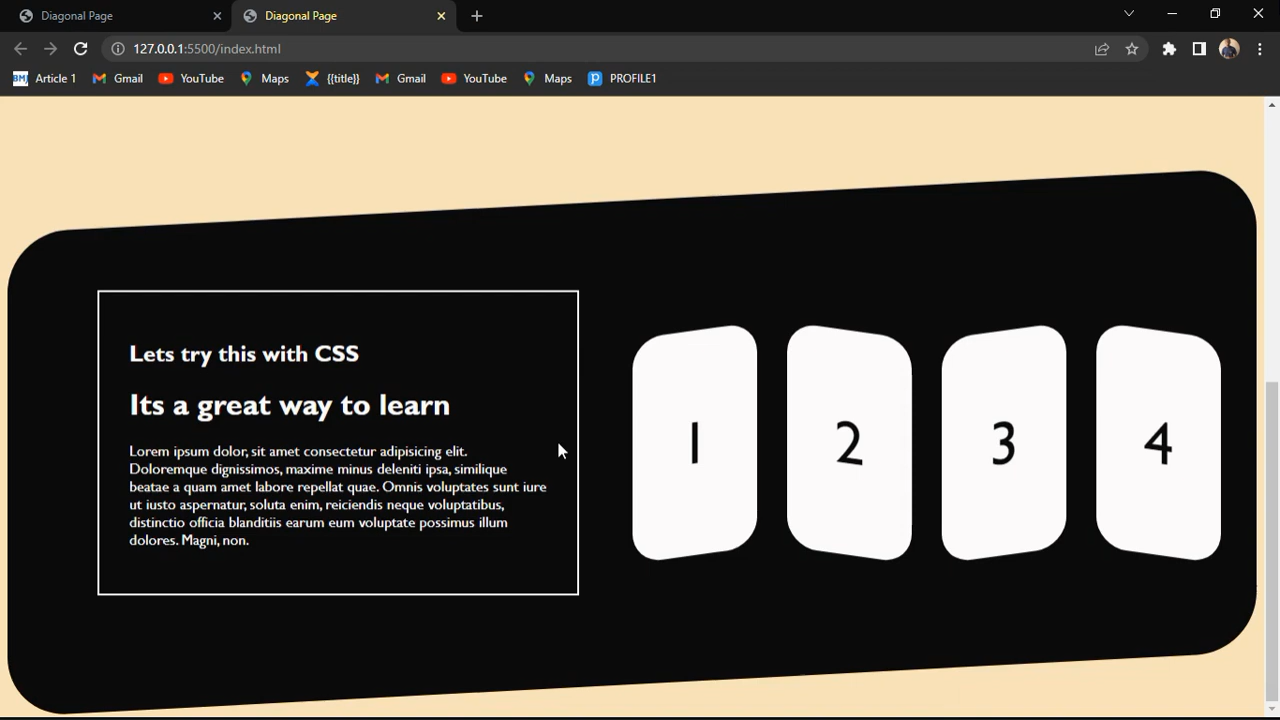 Diagonal Page
Diagonal Page
127.0.0.1:5500/index.html
BMJ Article 1 Gmail YouTube Maps {{title}} Gmail YouTube Maps PROFILE1
Lets try this with CSS
Its a great way to learn
Lorem ipsum dolor, sit amet consectetur adipisicing elit.
Doloremque dignissimos, maxime minus deleniti ipsa, similique
beatae a quam amet labore repellat quae. Omnis voluptates sunt iure
ut iusto aspernatur, soluta enim, reiciendis neque voluptatibus,
distinctio officia blanditiis earum eum voluptate possimus illum
dolores. Magni, non.
1 2 3 4